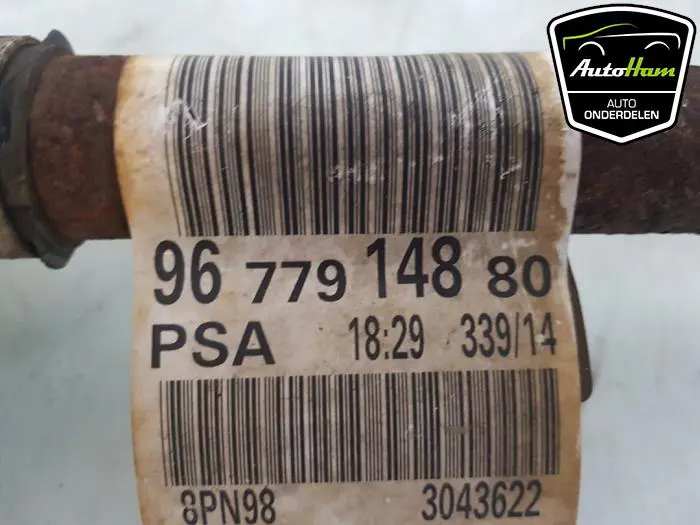 AutoHam
AUTO
ONDERDELEN
96 779 148 80
PSA 18:29 339/14
8PN98 3043622